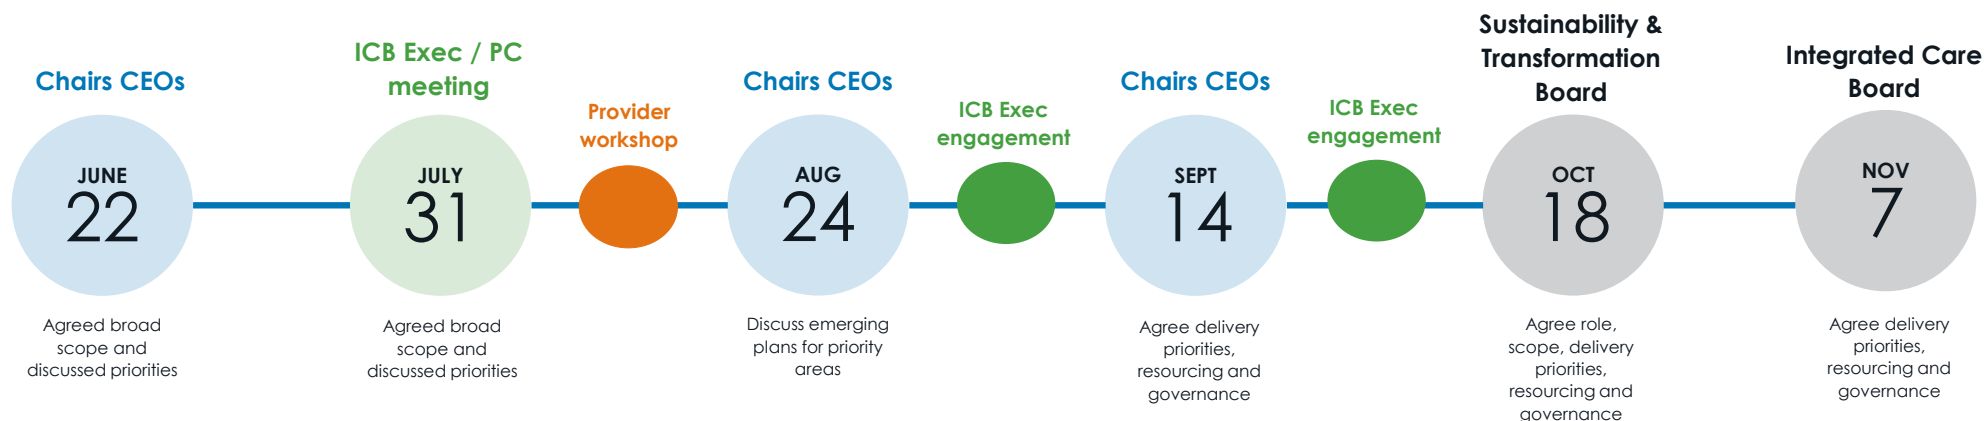 Chairs CEOs
JUNE
22
Agreed broad
scope and
discussed priorities
ICB Exec / PC
meeting
JULY
31
Agreed broad
scope and
discussed priorities
Provider
workshop
Chairs CEOs
AUG
24
Discuss emerging
plans for priority
areas
ICB Exec
engagement
Chairs CEOs
SEPT
14
Agree delivery
priorities,
resourcing and
governance
ICB Exec
engagement
Sustainability &
Transformation
Board
OCT
18
Agree role,
scope, delivery
priorities,
resourcing and
governance
Integrated Care
Board
NOV
7
Agree delivery
priorities,
resourcing and
governance